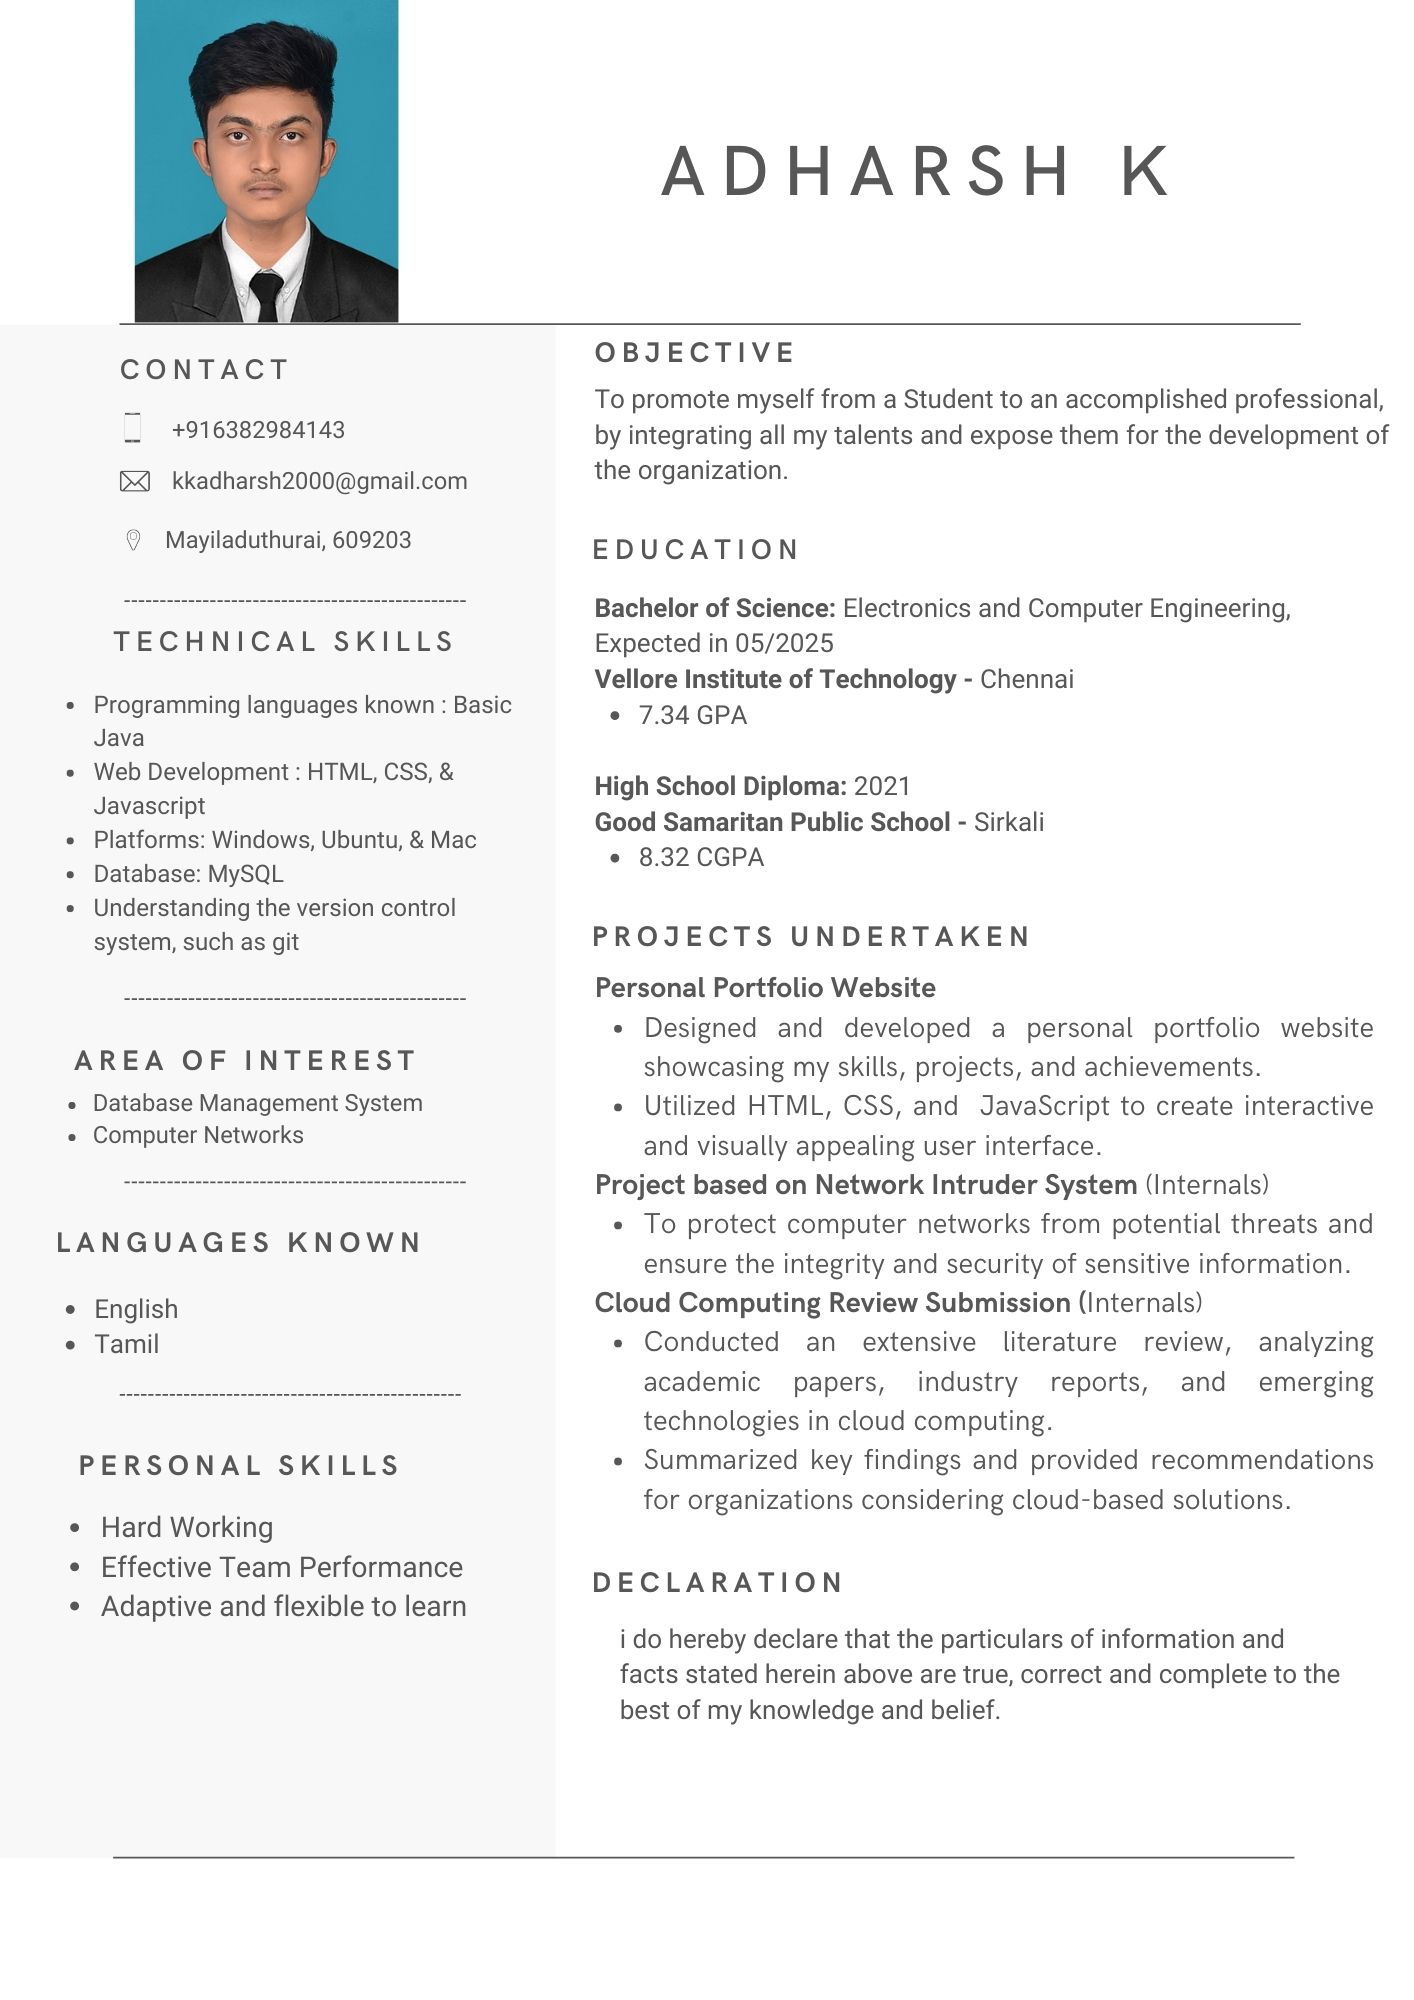 ADHARSH K
CONTACT
+916382984143
kkadharsh2000@gmail.com
Mayiladuthurai, 609203
------------------------------------------------
TECHNICAL SKILLS
• Programming languages known : Basic
Java
• Web Development : HTML, CSS, &
Javascript
• Platforms: Windows, Ubuntu, & Mac
• Database: MySQL
• Understanding the version control
system, such as git
------------------------------------------------
AREA OF INTEREST
• Database Management System
• Computer Networks
------------------------------------------------
LANGUAGES KNOWN
• English
• Tamil
------------------------------------------------
PERSONAL SKILLS
• Hard Working
• Effective Team Performance
• Adaptive and flexible to learn
OBJECTIVE
To promote myself from a Student to an accomplished professional,
by integrating all my talents and expose them for the development of
the organization.
EDUCATION
Bachelor of Science: Electronics and Computer Engineering,
Expected in 05/2025
Vellore Institute of Technology - Chennai
• 7.34 GPA
High School Diploma: 2021
Good Samaritan Public School - Sirkali
• 8.32 CGPA
PROJECTS UNDERTAKEN
Personal Portfolio Website
• Designed and developed a personal portfolio website
showcasing my skills, projects, and achievements.
• Utilized HTML, CSS, and JavaScript to create interactive
and visually appealing user interface.
Project based on Network Intruder System (Internals)
• To protect computer networks from potential threats and
ensure the integrity and security of sensitive information.
Cloud Computing Review Submission (Internals)
• Conducted an extensive literature review, analyzing
academic papers, industry reports, and emerging
technologies in cloud computing.
• Summarized key findings and provided recommendations
for organizations considering cloud-based solutions.
DECLARATION
i do hereby declare that the particulars of information and
facts stated herein above are true, correct and complete to the
best of my knowledge and belief.